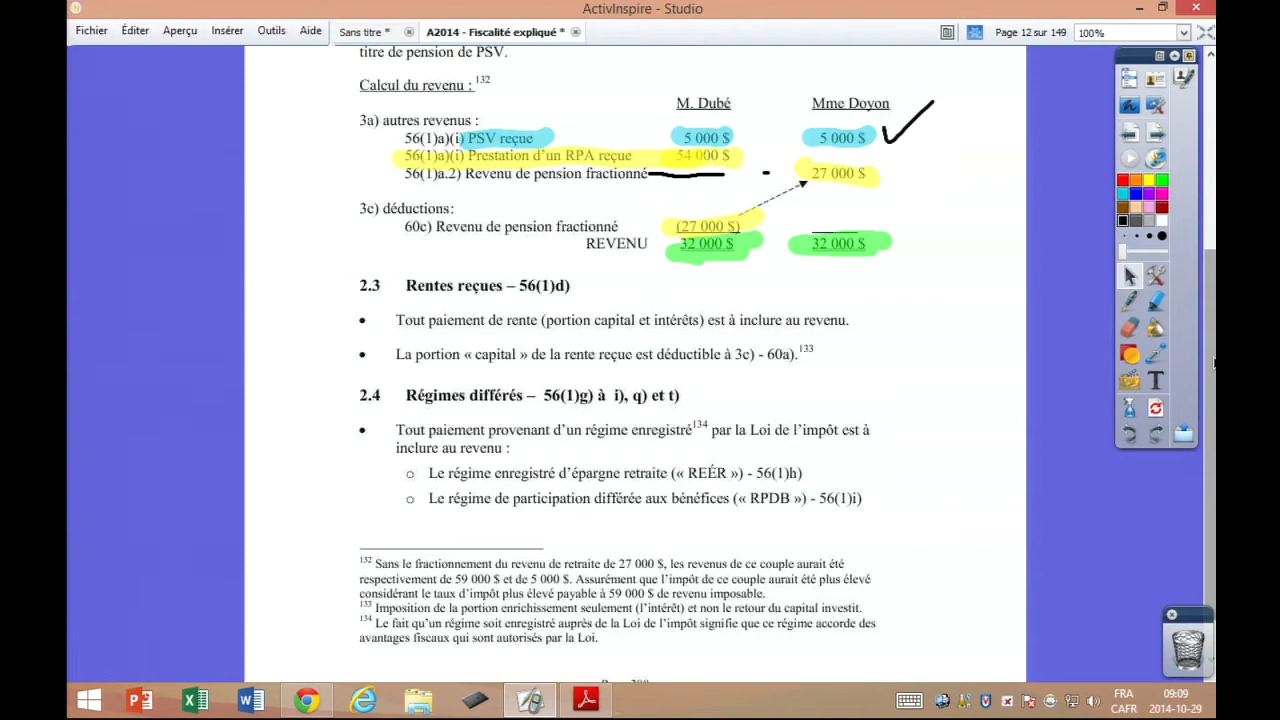 ActivInspire - Studio
Fichier Éditer Aperçu Insérer Outils Aide Sans titre * A2014 - Fiscalité expliqué * Page 12 sur 149 100%
titre de pension de PSV.
Calcul du revenu : 132
M. Dubé Mme Doyon
3a) autres revenus :
56(1)a)(i) PSV reçue 5 000 $ 5 000 $
56(1)a)(i) Prestation d'un RPA reçue 54 000 $
56(1)a.2) Revenu de pension fractionné - 27 000 $
3c) déductions:
60c) Revenu de pension fractionné (27 000 $)
REVENU 32 000 $ 32 000 $
2.3 Rentes reçues – 56(1)d)
• Tout paiement de rente (portion capital et intérêts) est à inclure au revenu.
• La portion « capital » de la rente reçue est déductible à 3c) - 60a).133
2.4 Régimes différés – 56(1)g) à i), q) et t)
• Tout paiement provenant d'un régime enregistré134 par la Loi de l'impôt est à
inclure au revenu :
o Le régime enregistré d'épargne retraite (« REÉR ») - 56(1)h)
o Le régime de participation différée aux bénéfices (« RPDB ») - 56(1)i)
132 Sans le fractionnement du revenu de retraite de 27 000 $, les revenus de ce couple aurait été
respectivement de 59 000 $ et de 5 000 $. Assurément que l'impôt de ce couple aurait été plus élevé
considérant le taux d'impôt plus élevé payable à 59 000 $ de revenu imposable.
133 Imposition de la portion enrichissement seulement (l'intérêt) et non le retour du capital investit.
134 Le fait qu'un régime soit enregistré auprès de la Loi de l'impôt signifie que ce régime accorde des
avantages fiscaux qui sont autorisés par la Loi.
FRA 09:09
CAFR 2014-10-29